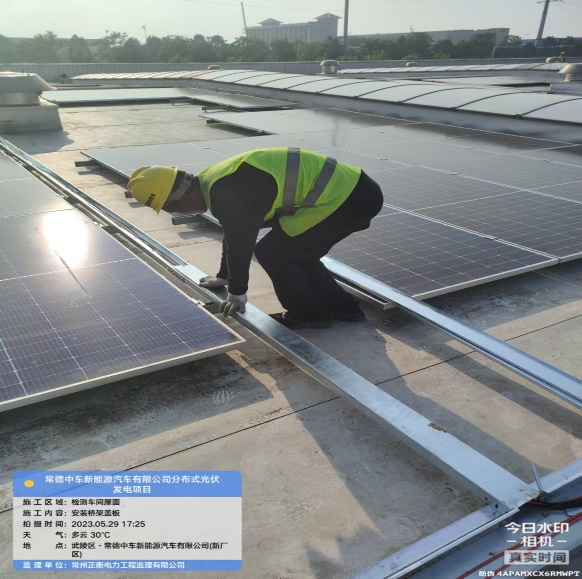 常德中车新能源汽车有限公司分布式光伏
发电项目
施工区域：检测车间屋面
施工内容：安装桥架盖板
拍摄时间：2023.05.29 17:25
天气：多云 30℃
地点：武陵区·常德中车新能源汽车有限公司(新厂
区)
监理单位：常州正衡电力工程监理有限公司
今日水印
相机
真实时间
防伪 4APAMXCX6RMWPT